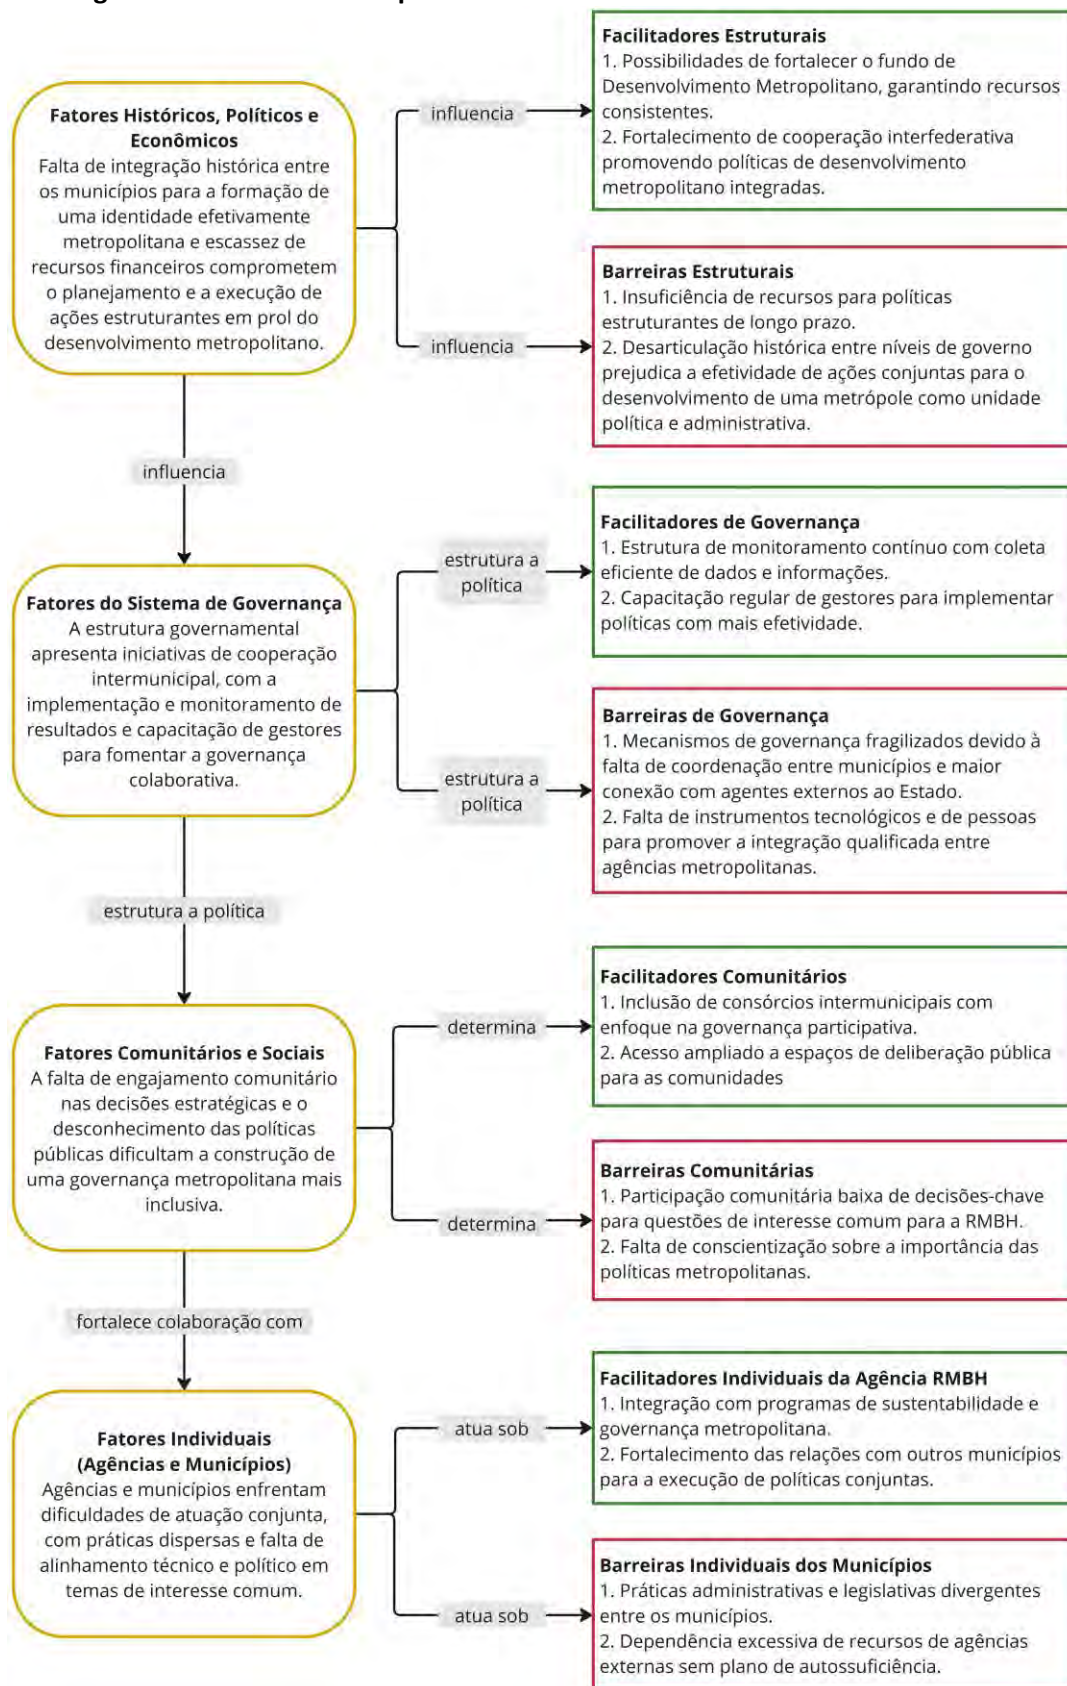 Facilitadores Estruturais
1. Possibilidades de fortalecer o fundo de
Desenvolvimento Metropolitano, garantindo recursos
consistentes.
2. Fortalecimento de cooperação interfederativa
promovendo políticas de desenvolvimento
metropolitano integradas.
influencia
Fatores Históricos, Políticos e
Econômicos
Falta de integração histórica entre
os municípios para a formação de
uma identidade efetivamente
metropolitana e escassez de
recursos financeiros comprometem
o planejamento e a execução de
ações estruturantes em prol do
desenvolvimento metropolitano.
Barreiras Estruturais
1. Insuficiência de recursos para políticas
estruturantes de longo prazo.
2. Desarticulação histórica entre níveis de governo
prejudica a efetividade de ações conjuntas para o
desenvolvimento de uma metrópole como unidade
política e administrativa.
influencia
influencia
Facilitadores de Governança
1. Estrutura de monitoramento contínuo com coleta
eficiente de dados e informações.
2. Capacitação regular de gestores para implementar
políticas com mais efetividade.
estrutura a
política
Fatores do Sistema de Governança
A estrutura governamental
apresenta iniciativas de cooperação
intermunicipal, com a
implementação e monitoramento de
resultados e capacitação de gestores
para fomentar a governança
colaborativa.
Barreiras de Governança
1. Mecanismos de governança fragilizados devido à
falta de coordenação entre municípios e maior
conexão com agentes externos ao Estado.
2. Falta de instrumentos tecnológicos e de pessoas
para promover a integração qualificada entre
agências metropolitanas.
estrutura a
política
estrutura a política
Facilitadores Comunitários
1. Inclusão de consórcios intermunicipais com
enfoque na governança participativa.
2. Acesso ampliado a espaços de deliberação pública
para as comunidades
determina
Fatores Comunitários e Sociais
A falta de engajamento comunitário
nas decisões estratégicas e o
desconhecimento das políticas
públicas dificultam a construção de
uma governança metropolitana mais
inclusiva.
Barreiras Comunitárias
1. Participação comunitária baixa de decisões-chave
para questões de interesse comum para a RMBH.
2. Falta de conscientização sobre a importância das
políticas metropolitanas.
determina
fortalece colaboração com
Facilitadores Individuais da Agência RMBH
1. Integração com programas de sustentabilidade e
governança metropolitana.
2. Fortalecimento das relações com outros municípios
para a execução de políticas conjuntas.
atua sob
Fatores Individuais
(Agências e Municípios)
Agências e municípios enfrentam
dificuldades de atuação conjunta,
com práticas dispersas e falta de
alinhamento técnico e político em
temas de interesse comum.
Barreiras Individuais dos Municípios
1. Práticas administrativas e legislativas divergentes
entre os municípios.
2. Dependência excessiva de recursos de agências
externas sem plano de autossuficiência.
atua sob